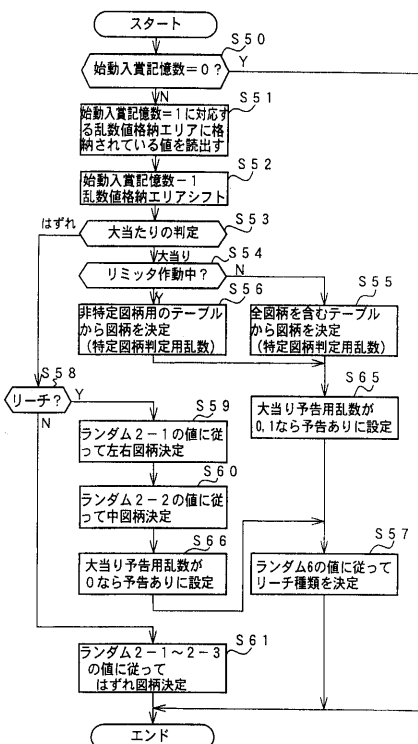 スタート
S50
始動入賞記憶数=0?
Y
N
S51
始動入賞記憶数=1に対応す
る乱数値格納エリアに格
納されている値を読出す
S52
始動入賞記憶数-1
乱数値格納エリアシフト
S53
はずれ
大当たりの判定
大当り
S54
リミッタ作動中?
N
Y
S56
非特定図柄用のテーブル
から図柄を決定
(特定図柄判定用乱数)
S55
全図柄を含むテーブル
から図柄を決定
(特定図柄判定用乱数)
S58
リーチ?
Y
N
S59
ランダム2-1の値に従
って左右図柄決定
S65
大当り予告用乱数が
0,1なら予告ありに設定
S60
ランダム2-2の値に従
って中図柄決定
S66
大当り予告用乱数が
0なら予告ありに設定
S57
ランダム6の値に従って
リーチ種類を決定
S61
ランダム2-1~2-3
の値に従って
はずれ図柄決定
エンド